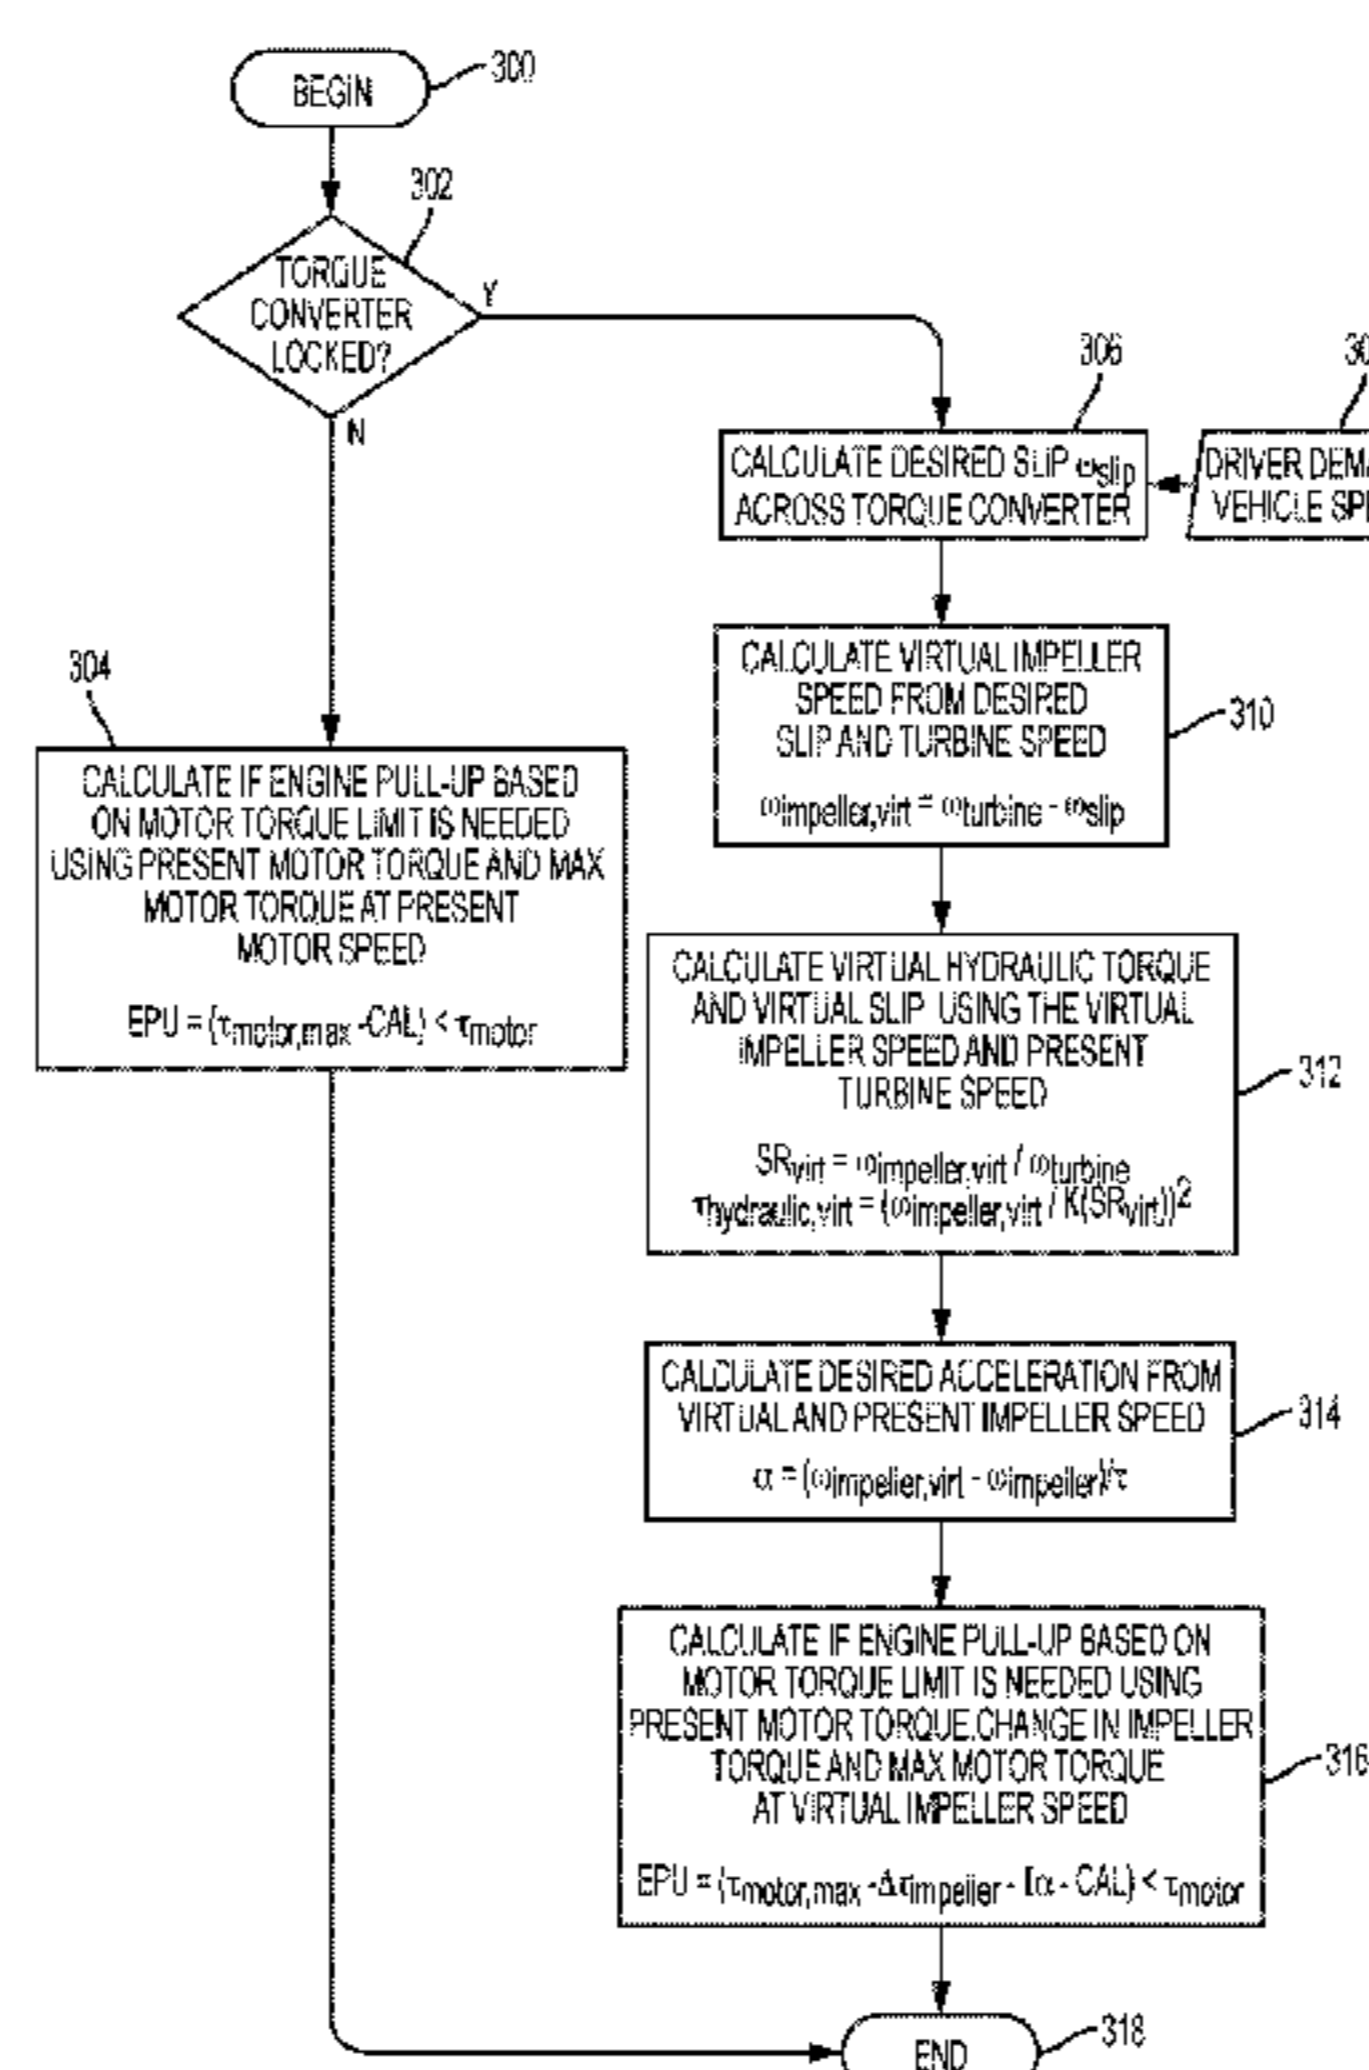 BEGIN
300
302
TORQUE
CONVERTER
LOCKED?
Y
N
306
CALCULATE DESIRED SLIP ωslip
ACROSS TORQUE CONVERTER
VEHICLE
DRIVER
304
CALCULATE IF ENGINE PULL-UP BASED
ON MOTOR TORQUE LIMIT IS NEEDED
USING PRESENT MOTOR TORQUE AND MAX
MOTOR TORQUE AT PRESENT
MOTOR SPEED
EPU = (τmotor,max -CAL) < τmotor
CALCULATE VIRTUAL IMPELLER
SPEED FROM DESIRED
SLIP AND TURBINE SPEED
ωimpeller,virt = ωturbine - ωslip
310
CALCULATE VIRTUAL HYDRAULIC TORQUE
AND VIRTUAL SLIP USING THE VIRTUAL
IMPELLER SPEED AND PRESENT
TURBINE SPEED
SRvirt = ωimpeller,virt / ωturbine
τhydraulic,virt = (ωimpeller,virt / K(SRvirt))²
312
CALCULATE DESIRED ACCELERATION FROM
VIRTUAL AND PRESENT IMPELLER SPEED
α = (ωimpeller,virt - ωimpeller)/τ
314
CALCULATE IF ENGINE PULL-UP BASED ON
MOTOR TORQUE LIMIT IS NEEDED USING
PRESENT MOTOR TORQUE,CHANGE IN IMPELLER
TORQUE AND MAX MOTOR TORQUE
AT VIRTUAL IMPELLER SPEED
EPU = (τmotor,max -Δτimpeller - Iα - CAL) < τmotor
316
END
318